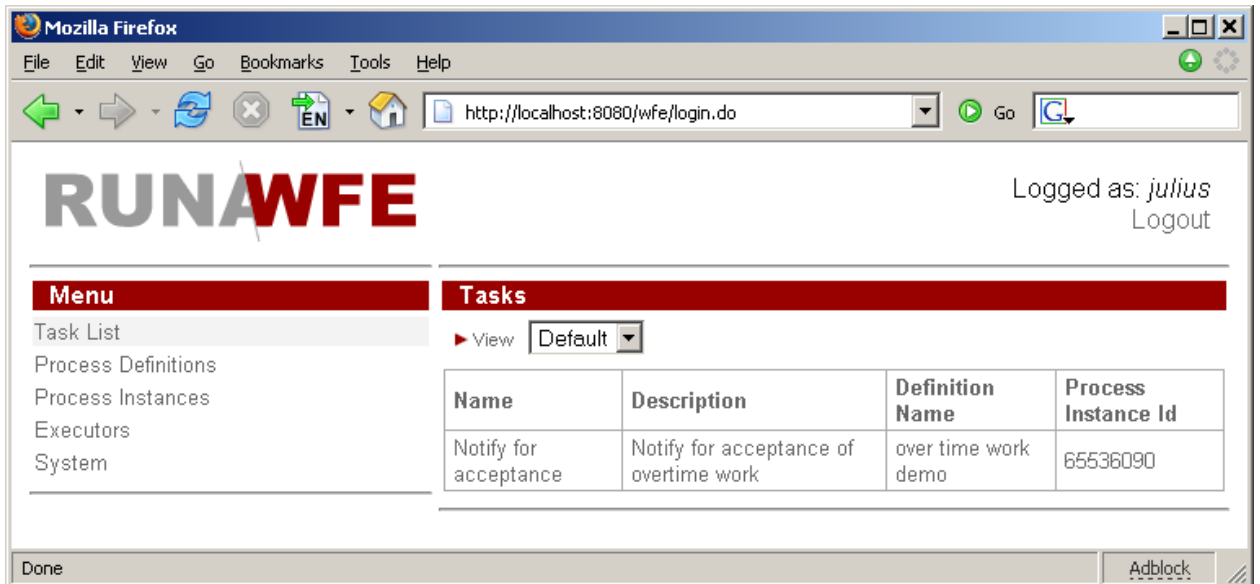 Mozilla Firefox
File Edit View Go Bookmarks Tools Help
EN http://localhost:8080/wfe/login.do Go G
RUNAWFE
Logged as: julius
Logout
Menu
Task List
Process Definitions
Process Instances
Executors
System
Tasks
View Default
Name Description Definition Name Process Instance Id
Notify for acceptance Notify for acceptance of overtime work over time work demo 65536090
Done Adblock